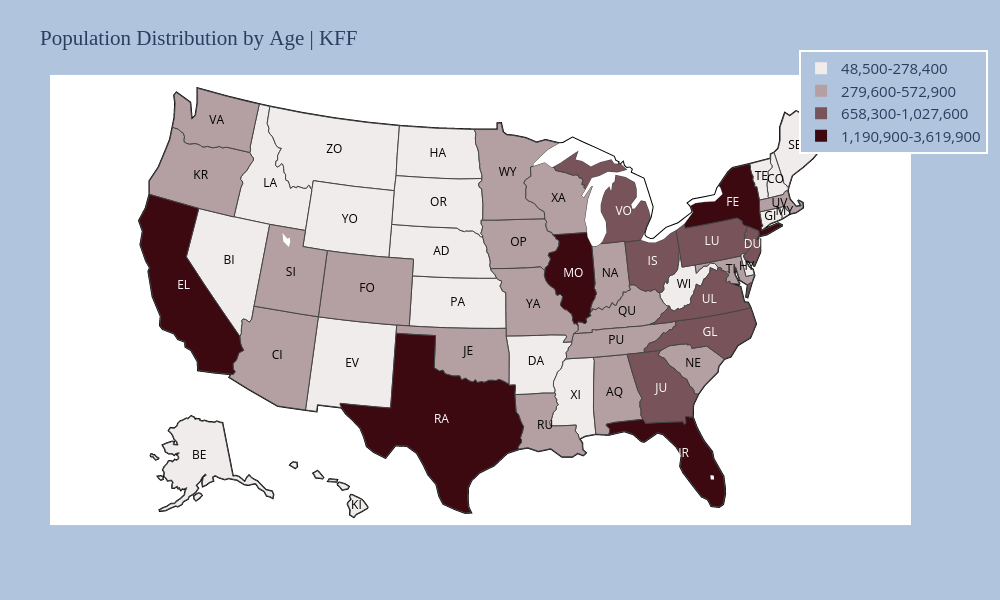 Population Distribution by Age | KFF
48,500-278,400
279,600-572,900
658,300-1,027,600
1,190,900-3,619,900
VA
ZO
HA
SE
KR
LA
WY
TE
CO
OR
XA
FE
UV
YO
VO
GI
MY
AD
OP
LU
DU
BI
SI
MO
NA
IS
EL
FO
WI
PA
YA
UL
QU
GL
CI
EV
JE
PU
DA
NE
XI
AQ
JU
RA
RU
BE
KI